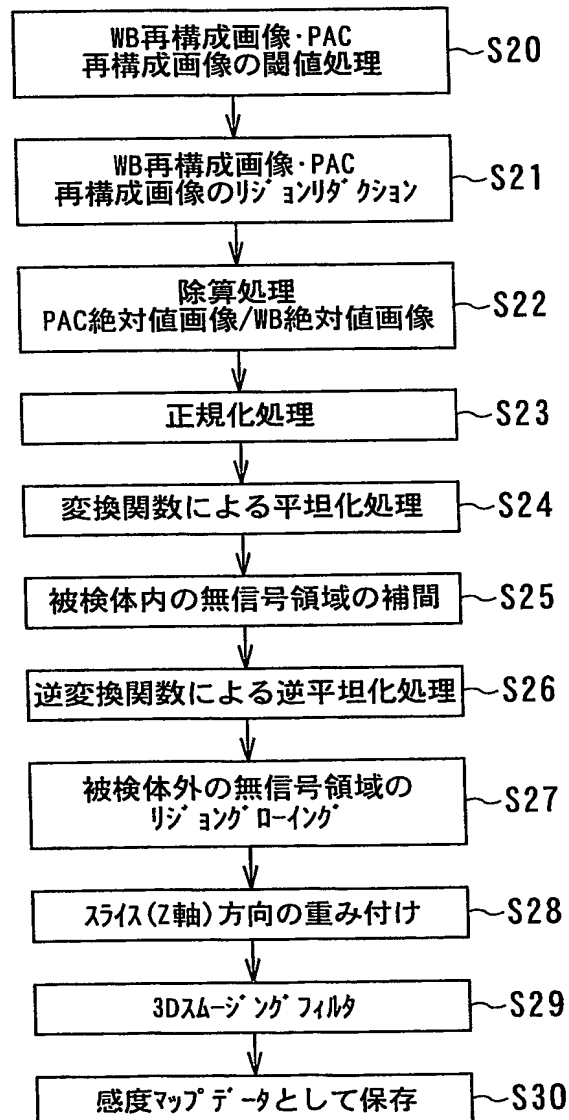 WB再構成画像・PAC
再構成画像の閾値処理
S20
WB再構成画像・PAC
再構成画像のﾘｼﾞｮﾝﾘﾀﾞｸｼｮﾝ
S21
除算処理
PAC絶対値画像/WB絶対値画像
S22
正規化処理
S23
変換関数による平坦化処理
S24
被検体内の無信号領域の補間
S25
逆変換関数による逆平坦化処理
S26
被検体外の無信号領域の
ﾘｼﾞｮﾝｸﾞﾛｰｲﾝｸﾞ
S27
ｽﾗｲｽ(Z軸)方向の重み付け
S28
3Dｽﾑｰｼﾞﾝｸﾞﾌｨﾙﾀ
S29
感度ﾏｯﾌﾟﾃﾞｰﾀとして保存
S30